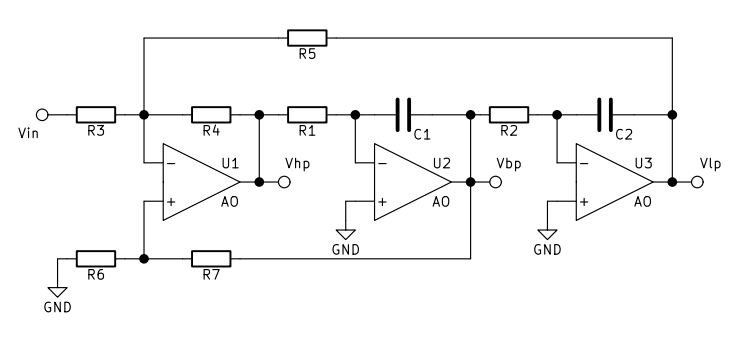 R5
Vin
R3
R4
R1
C1
R2
C2
−
U1
Vhp
−
U2
Vbp
−
U3
Vlp
+
AO
+
AO
+
AO
GND
GND
R6
R7
GND